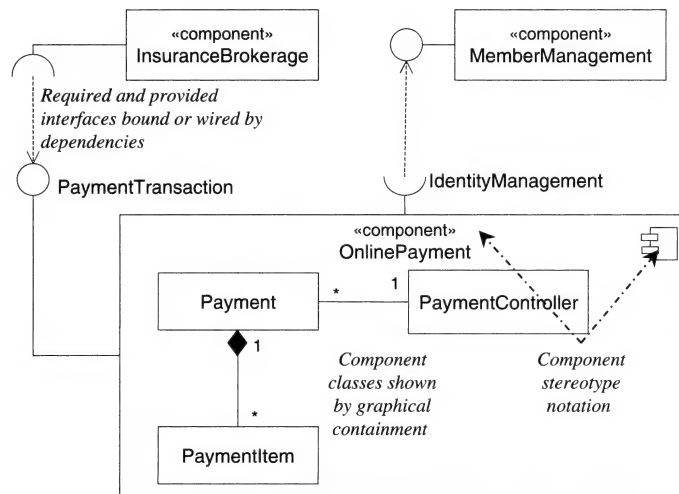 «component»
InsuranceBrokerage
«component»
MemberManagement
Required and provided
interfaces bound or wired by
dependencies
PaymentTransaction
IdentityManagement
«component»
OnlinePayment
Payment
*
1
PaymentController
1
*
Component
classes shown
by graphical
containment
Component
stereotype
notation
PaymentItem